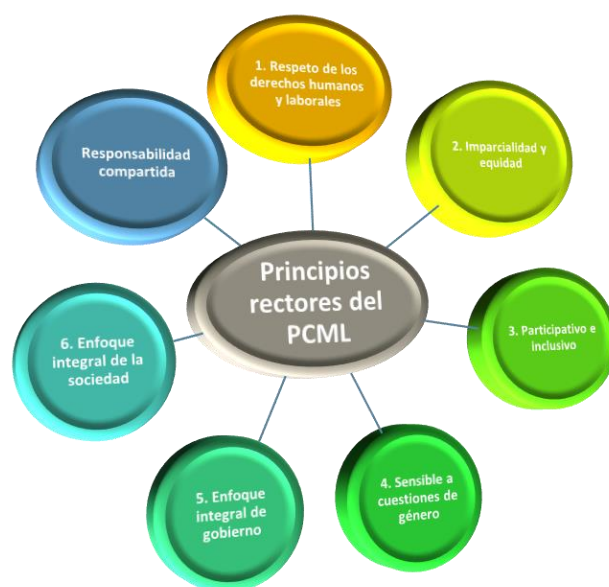 1. Respeto de los
derechos humanos
y laborales
2. Imparcialidad y
equidad
3. Participativo e
inclusivo
4. Sensible a
cuestiones de
género
5. Enfoque
integral de
gobierno
6. Enfoque
integral de la
sociedad
Responsabilidad
compartida
Principios
rectores del
PCML